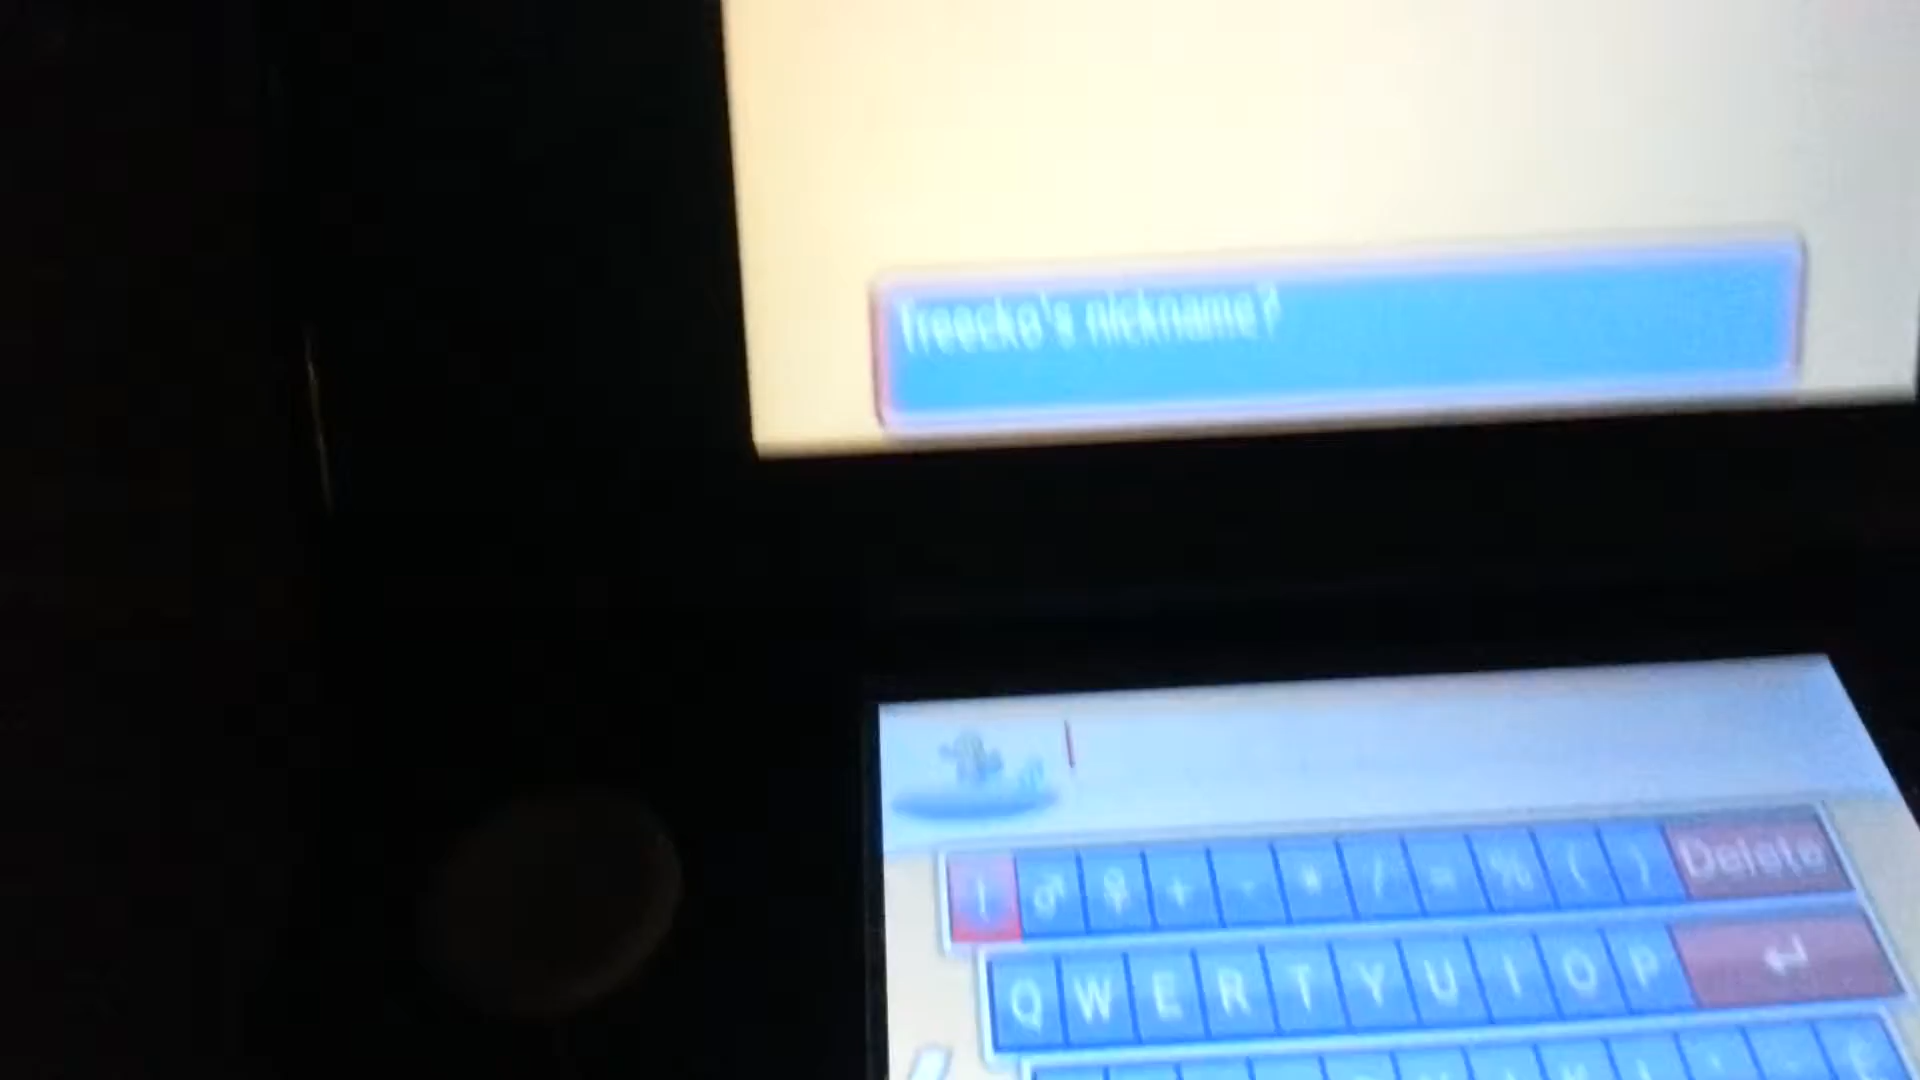 Treecko's nickname?
! ♂ ♀ + - * / = % ( ) Delete
Q W E R T Y U I O P